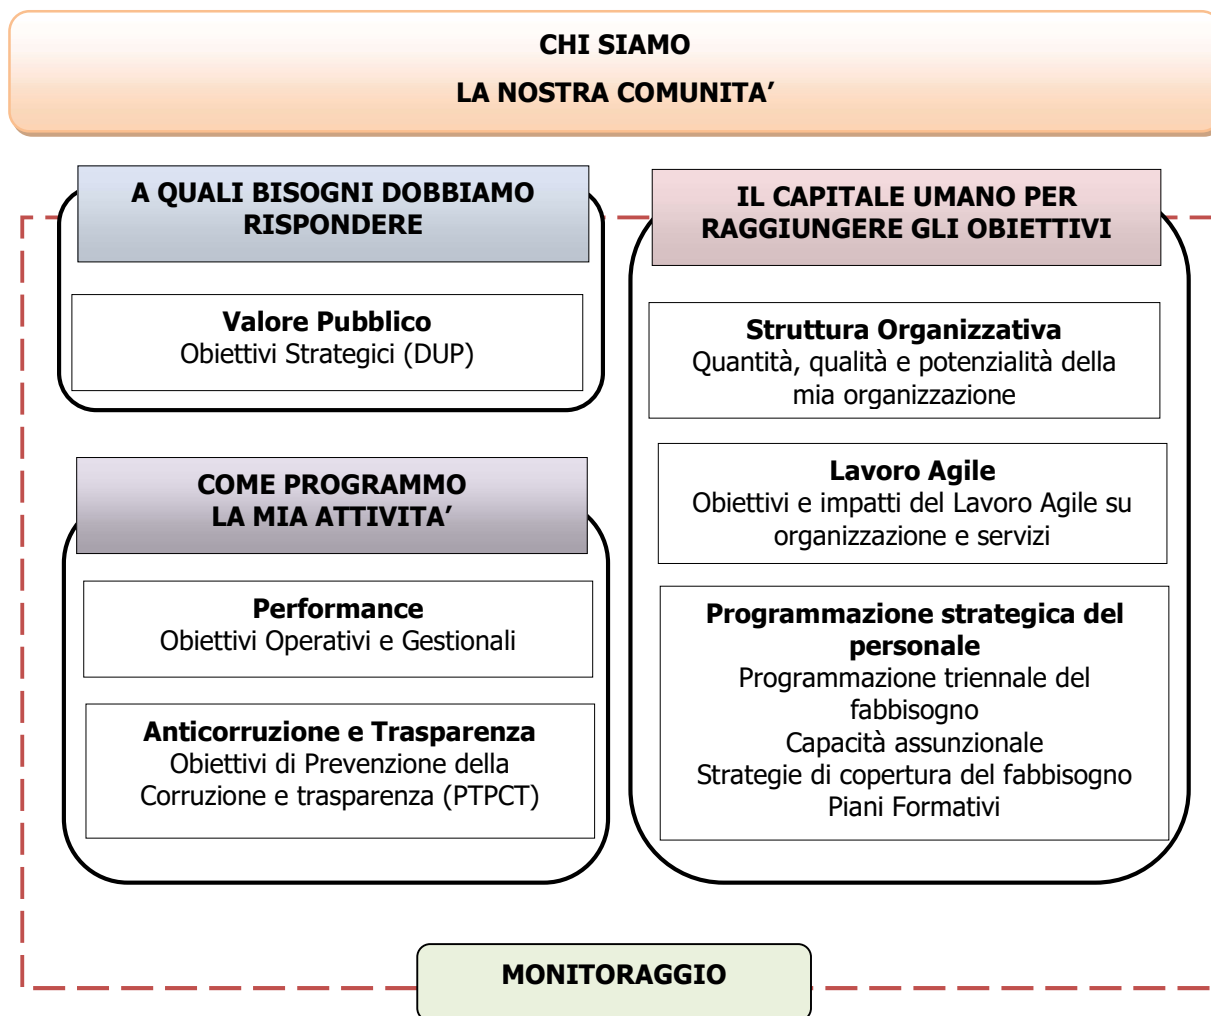 CHI SIAMO
LA NOSTRA COMUNITA’
A QUALI BISOGNI DOBBIAMO
RISPONDERE
Valore Pubblico
Obiettivi Strategici (DUP)
COME PROGRAMMO
LA MIA ATTIVITA’
Performance
Obiettivi Operativi e Gestionali
Anticorruzione e Trasparenza
Obiettivi di Prevenzione della
Corruzione e trasparenza (PTPCT)
IL CAPITALE UMANO PER
RAGGIUNGERE GLI OBIETTIVI
Struttura Organizzativa
Quantità, qualità e potenzialità della
mia organizzazione
Lavoro Agile
Obiettivi e impatti del Lavoro Agile su
organizzazione e servizi
Programmazione strategica del
personale
Programmazione triennale del
fabbisogno
Capacità assunzionale
Strategie di copertura del fabbisogno
Piani Formativi
MONITORAGGIO